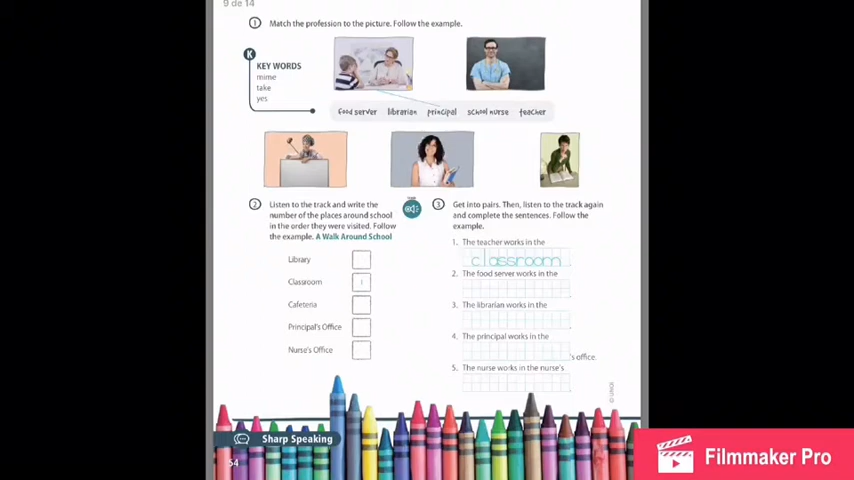 9 de 14
1 Match the profession to the picture. Follow the example.
K
KEY WORDS
mime
take
yes
food server librarian principal school nurse teacher
2 Listen to the track and write the
number of the places around school
in the order they were visited. Follow
the example. A Walk Around School
Library
Classroom 1
Cafeteria
Principal's Office
Nurse's Office
3 Get into pairs. Then, listen to the track again
and complete the sentences. Follow the
example.
1. The teacher works in the
classroom
2. The food server works in the
3. The librarian works in the
4. The principal works in the
's office.
5. The nurse works in the nurse's
Sharp Speaking
54
Filmmaker Pro